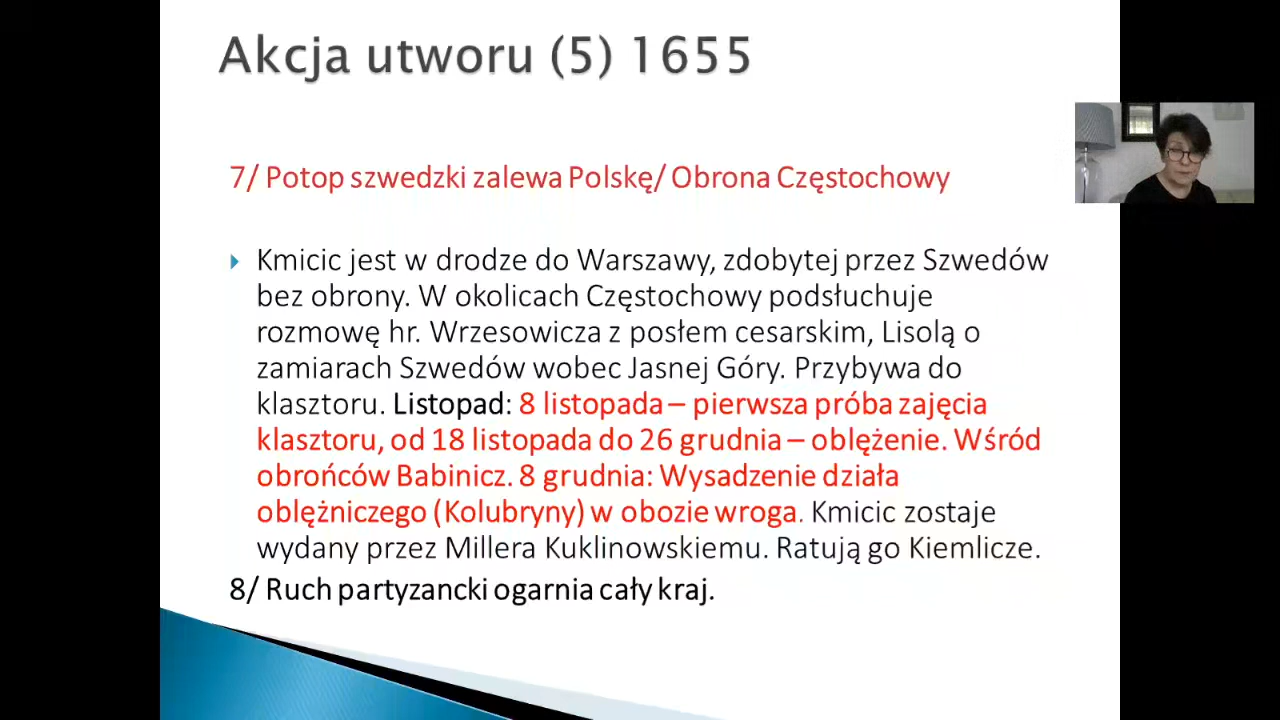 Akcja utworu (5) 1655
7/ Potop szwedzki zalewa Polskę/ Obrona Częstochowy
Kmicic jest w drodze do Warszawy, zdobytej przez Szwedów
bez obrony. W okolicach Częstochowy podsłuchuje
rozmowę hr. Wrzesowicza z posłem cesarskim, Lisolą o
zamiarach Szwedów wobec Jasnej Góry. Przybywa do
klasztoru. Listopad: 8 listopada – pierwsza próba zajęcia
klasztoru, od 18 listopada do 26 grudnia – oblężenie. Wśród
obrońców Babinicz. 8 grudnia: Wysadzenie działa
oblężniczego (Kolubryny) w obozie wroga. Kmicic zostaje
wydany przez Millera Kuklinowskiemu. Ratują go Kiemlicze.
8/ Ruch partyzancki ogarnia cały kraj.